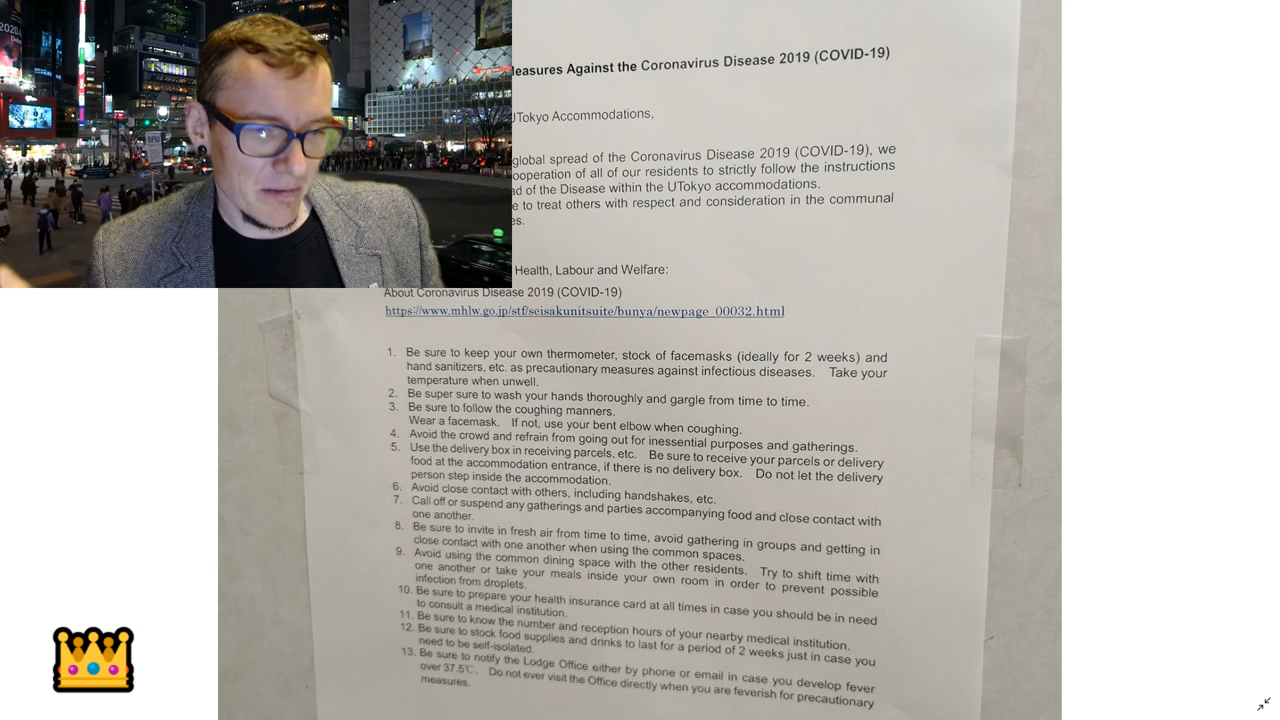 2020
easures Against the Coronavirus Disease 2019 (COVID-19)
Tokyo Accommodations,
global spread of the Coronavirus Disease 2019 (COVID-19), we
ooperation of all of our residents to strictly follow the instructions
ad of the Disease within the UTokyo accommodations.
e to treat others with respect and consideration in the communal
es.
Health, Labour and Welfare:
About Coronavirus Disease 2019 (COVID-19)
https://www.mhlw.go.jp/stf/seisakunitsuite/bunya/newpage_00032.html
1. Be sure to keep your own thermometer, stock of facemasks (ideally for 2 weeks) and
hand sanitizers, etc. as precautionary measures against infectious diseases. Take your
temperature when unwell.
2. Be super sure to wash your hands thoroughly and gargle from time to time.
3. Be sure to follow the coughing manners.
Wear a facemask. If not, use your bent elbow when coughing.
4. Avoid the crowd and refrain from going out for inessential purposes and gatherings.
5. Use the delivery box in receiving parcels, etc. Be sure to receive your parcels or delivery
food at the accommodation entrance, if there is no delivery box. Do not let the delivery
person step inside the accommodation.
6. Avoid close contact with others, including handshakes, etc.
7. Call off or suspend any gatherings and parties accompanying food and close contact with
one another.
8. Be sure to invite in fresh air from time to time, avoid gathering in groups and getting in
close contact with one another when using the common spaces.
9. Avoid using the common dining space with the other residents. Try to shift time with
one another or take your meals inside your own room in order to prevent possible
infection from droplets.
10. Be sure to prepare your health insurance card at all times in case you should be in need
to consult a medical institution.
11. Be sure to know the number and reception hours of your nearby medical institution.
12. Be sure to stock food supplies and drinks to last for a period of 2 weeks just in case you
need to be self-isolated.
13. Be sure to notify the Lodge Office either by phone or email in case you develop fever
over 37.5℃. Do not ever visit the Office directly when you are feverish for precautionary
measures.